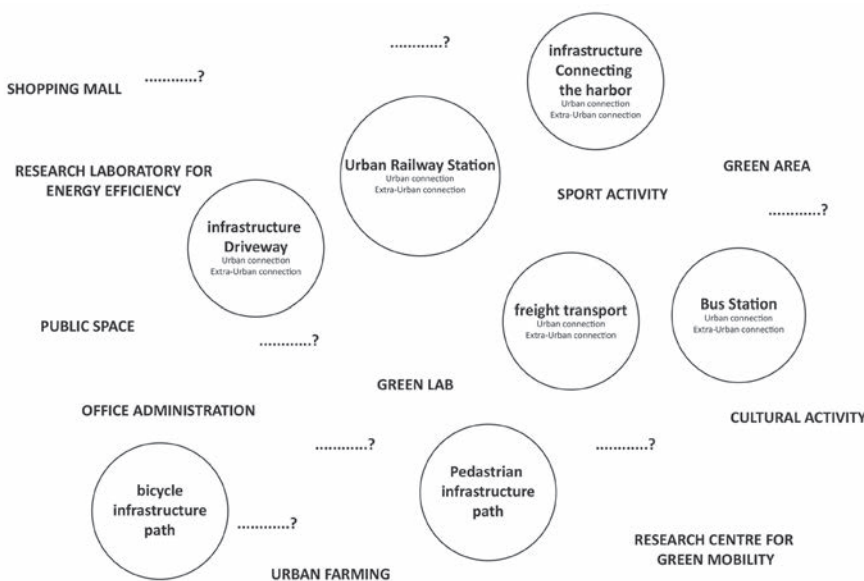 ............?
infrastructure
Connecting
the harbor
Urban connection
Extra-Urban connection
............?
SHOPPING MALL
Urban Railway Station
Urban connection
Extra-Urban connection
GREEN AREA
RESEARCH LABORATORY FOR
ENERGY EFFICIENCY
SPORT ACTIVITY
............?
infrastructure
Driveway
Urban connection
Extra-Urban connection
freight transport
Urban connection
Extra-Urban connection
Bus Station
Urban connection
Extra-Urban connection
PUBLIC SPACE
............?
GREEN LAB
OFFICE ADMINISTRATION
CULTURAL ACTIVITY
............?
............?
bicycle
infrastructure
path
Pedastrian
infrastructure
path
............?
RESEARCH CENTRE FOR
GREEN MOBILITY
URBAN FARMING